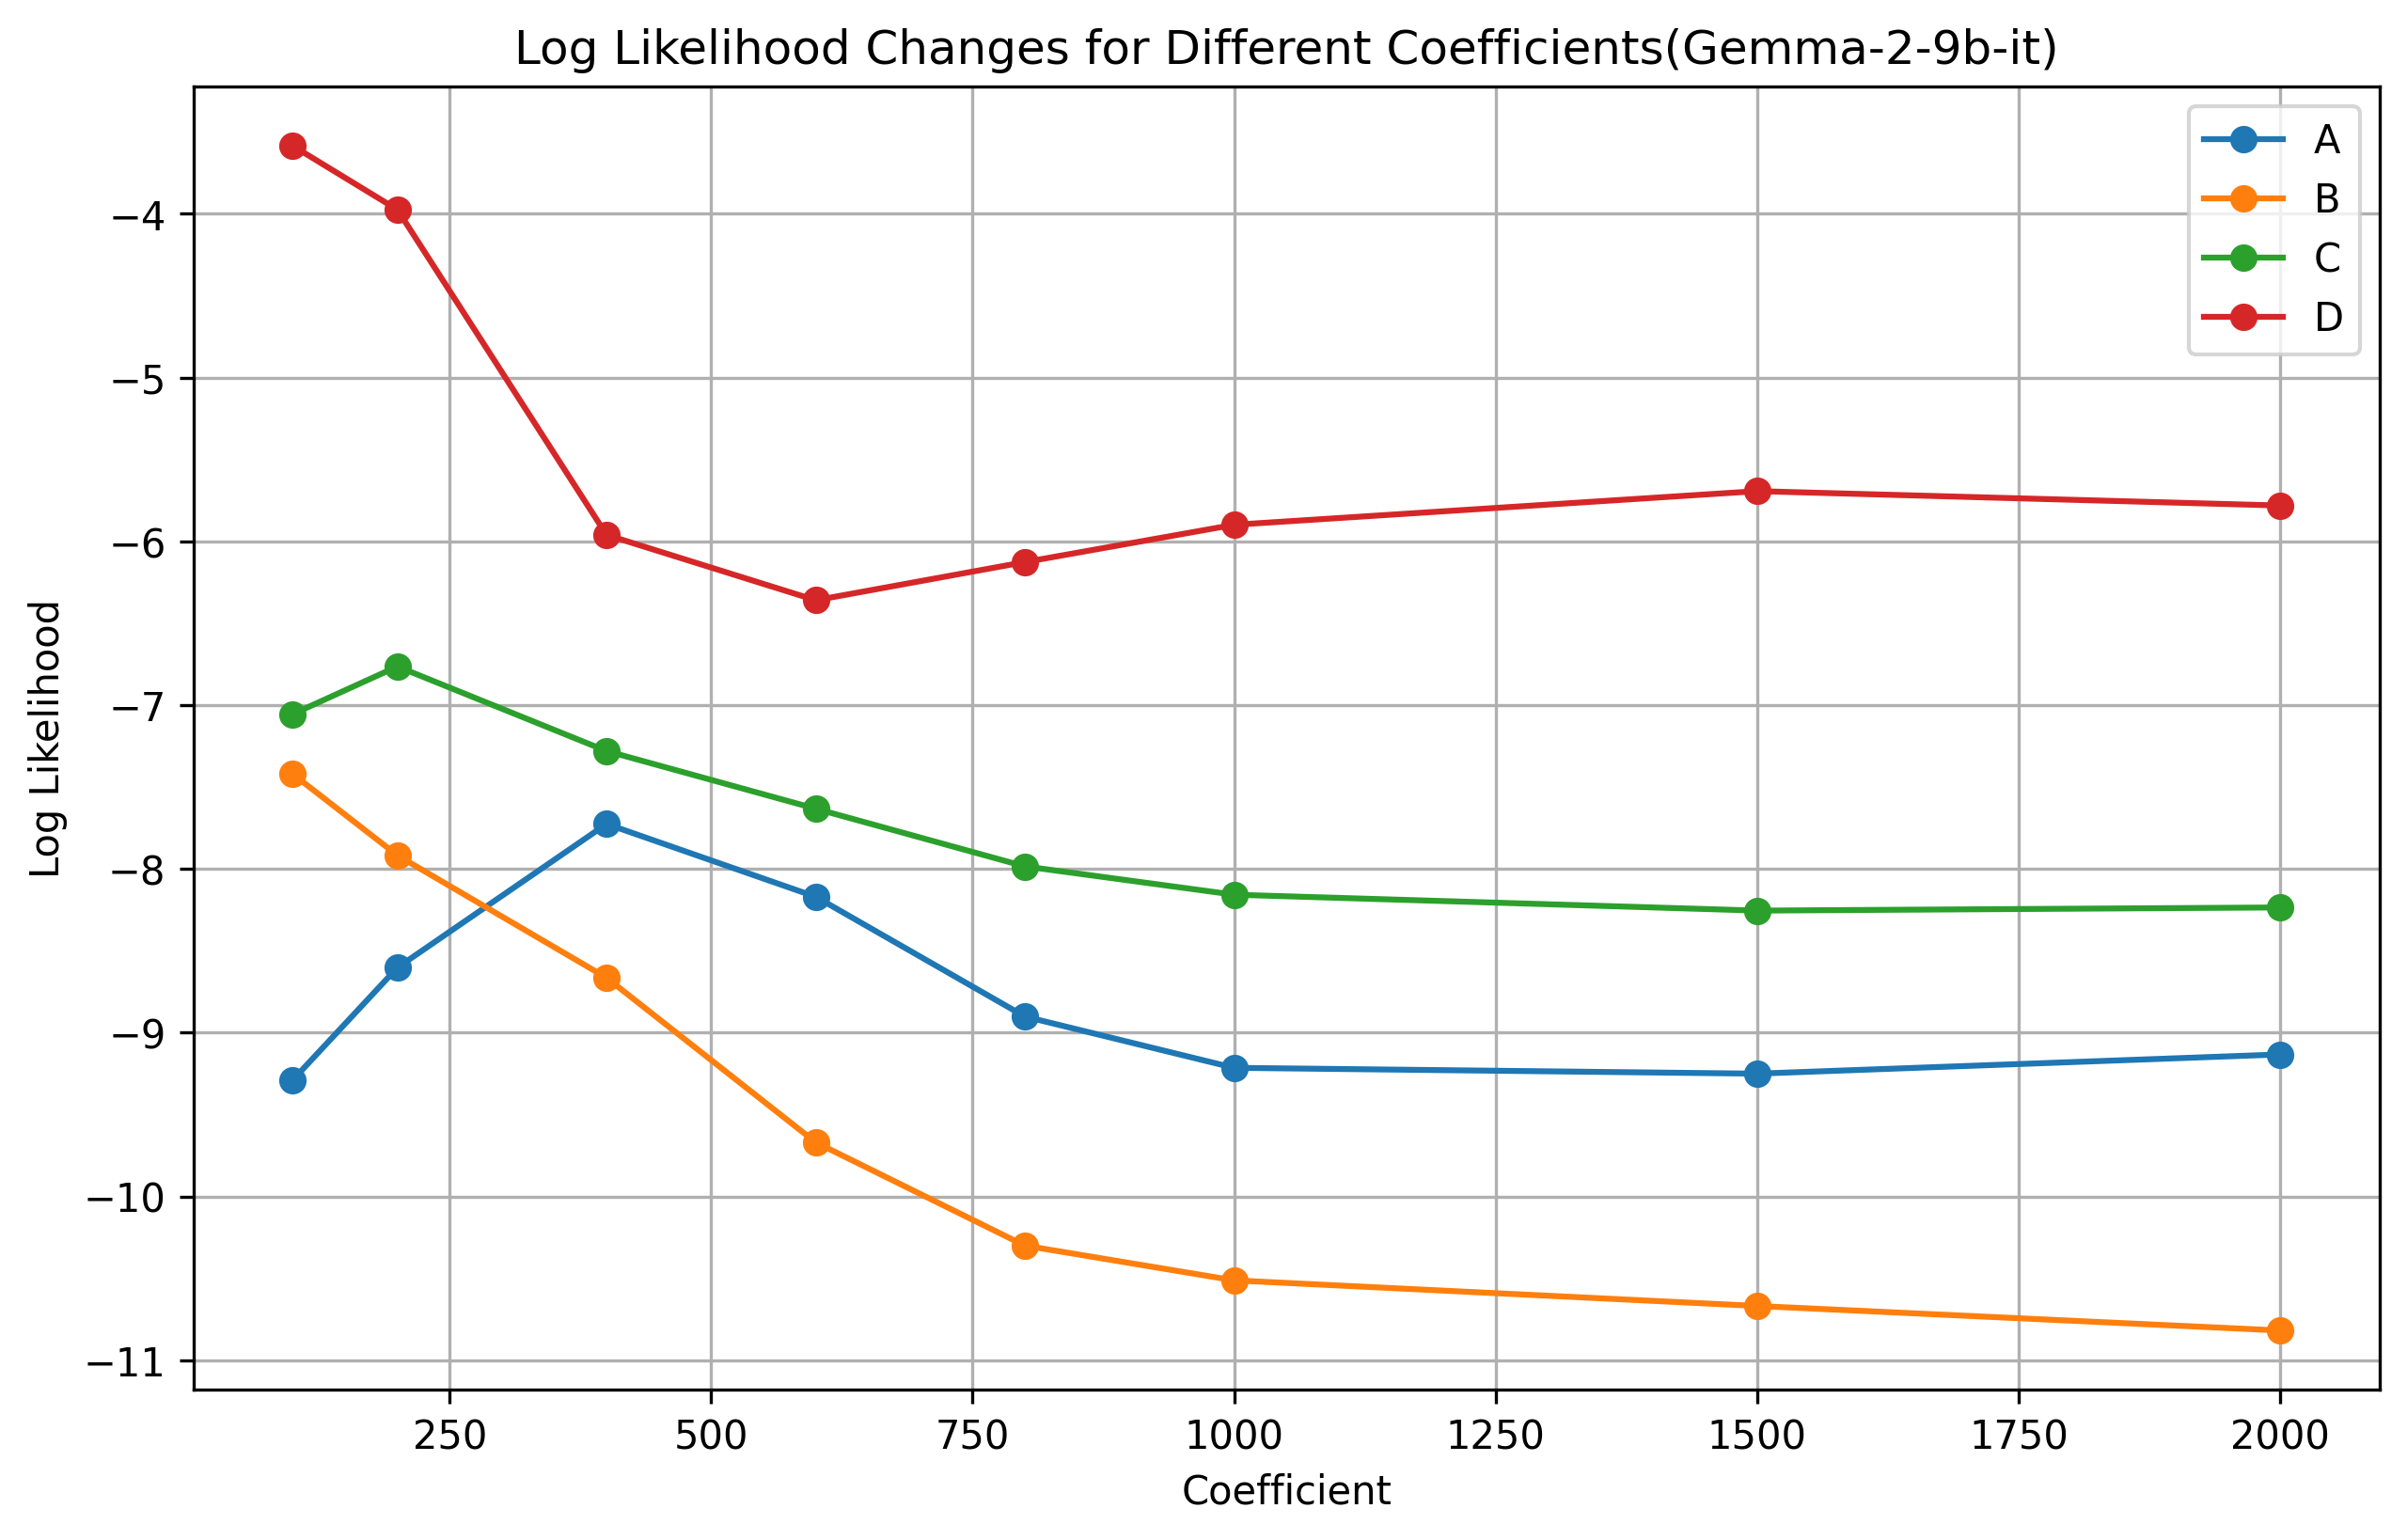 Log Likelihood Changes for Different Coefficients(Gemma-2-9b-it)
A
B
C
D
Log Likelihood
−4
−5
−6
−7
−8
−9
−10
−11
250 500 750 1000 1250 1500 1750 2000
Coefficient